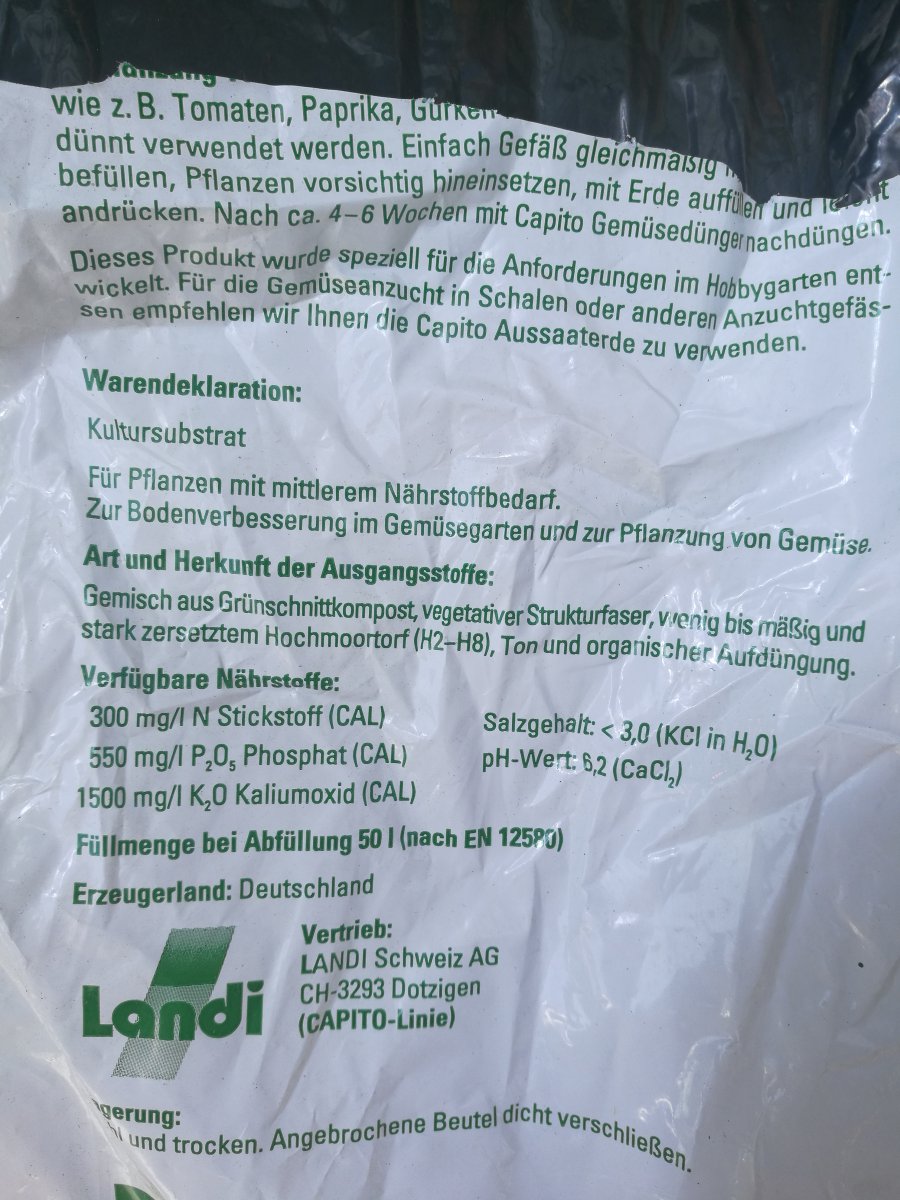 wie z. B. Tomaten, Paprika, Gurken
dünnt verwendet werden. Einfach Gefäß gleichmäßig
befüllen, Pflanzen vorsichtig hineinsetzen, mit Erde auffüllen und leicht
andrücken. Nach ca. 4–6 Wochen mit Capito Gemüsedünger nachdüngen.
Dieses Produkt wurde speziell für die Anforderungen im Hobbygarten ent-
wickelt. Für die Gemüseanzucht in Schalen oder anderen Anzuchtgefäs-
sen empfehlen wir Ihnen die Capito Aussaaterde zu verwenden.
Warendeklaration:
Kultursubstrat
Für Pflanzen mit mittlerem Nährstoffbedarf.
Zur Bodenverbesserung im Gemüsegarten und zur Pflanzung von Gemüse.
Art und Herkunft der Ausgangsstoffe:
Gemisch aus Grünschnittkompost, vegetativer Strukturfaser, wenig bis mäßig und
stark zersetztem Hochmoortorf (H2–H8), Ton und organischer Aufdüngung.
Verfügbare Nährstoffe:
300 mg/l N Stickstoff (CAL)
550 mg/l P₂O₅ Phosphat (CAL)
1500 mg/l K₂O Kaliumoxid (CAL)
Salzgehalt: < 3,0 (KCl in H₂O)
pH-Wert: 6,2 (CaCl₂)
Füllmenge bei Abfüllung 50 l (nach EN 12580)
Erzeugerland: Deutschland
Landi
Vertrieb:
LANDI Schweiz AG
CH-3293 Dotzigen
(CAPITO-Linie)
gerung:
und trocken. Angebrochene Beutel dicht verschließen.